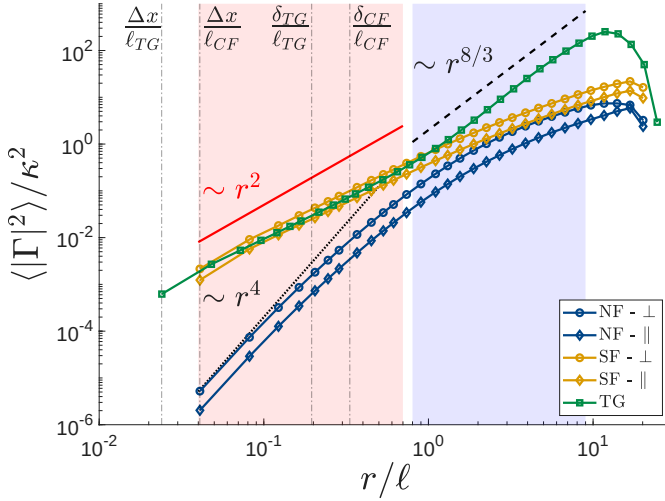 Δx/ℓ_TG
Δx/ℓ_CF
δ_TG/ℓ_TG
δ_CF/ℓ_CF
∼ r^{8/3}
∼ r^2
∼ r^4
⟨|Γ|^2⟩/κ^2
10^2
10^0
10^{-2}
10^{-4}
10^{-6}
10^{-2}
10^{-1}
10^0
10^1
r/ℓ
NF - ⊥
NF - ∥
SF - ⊥
SF - ∥
TG